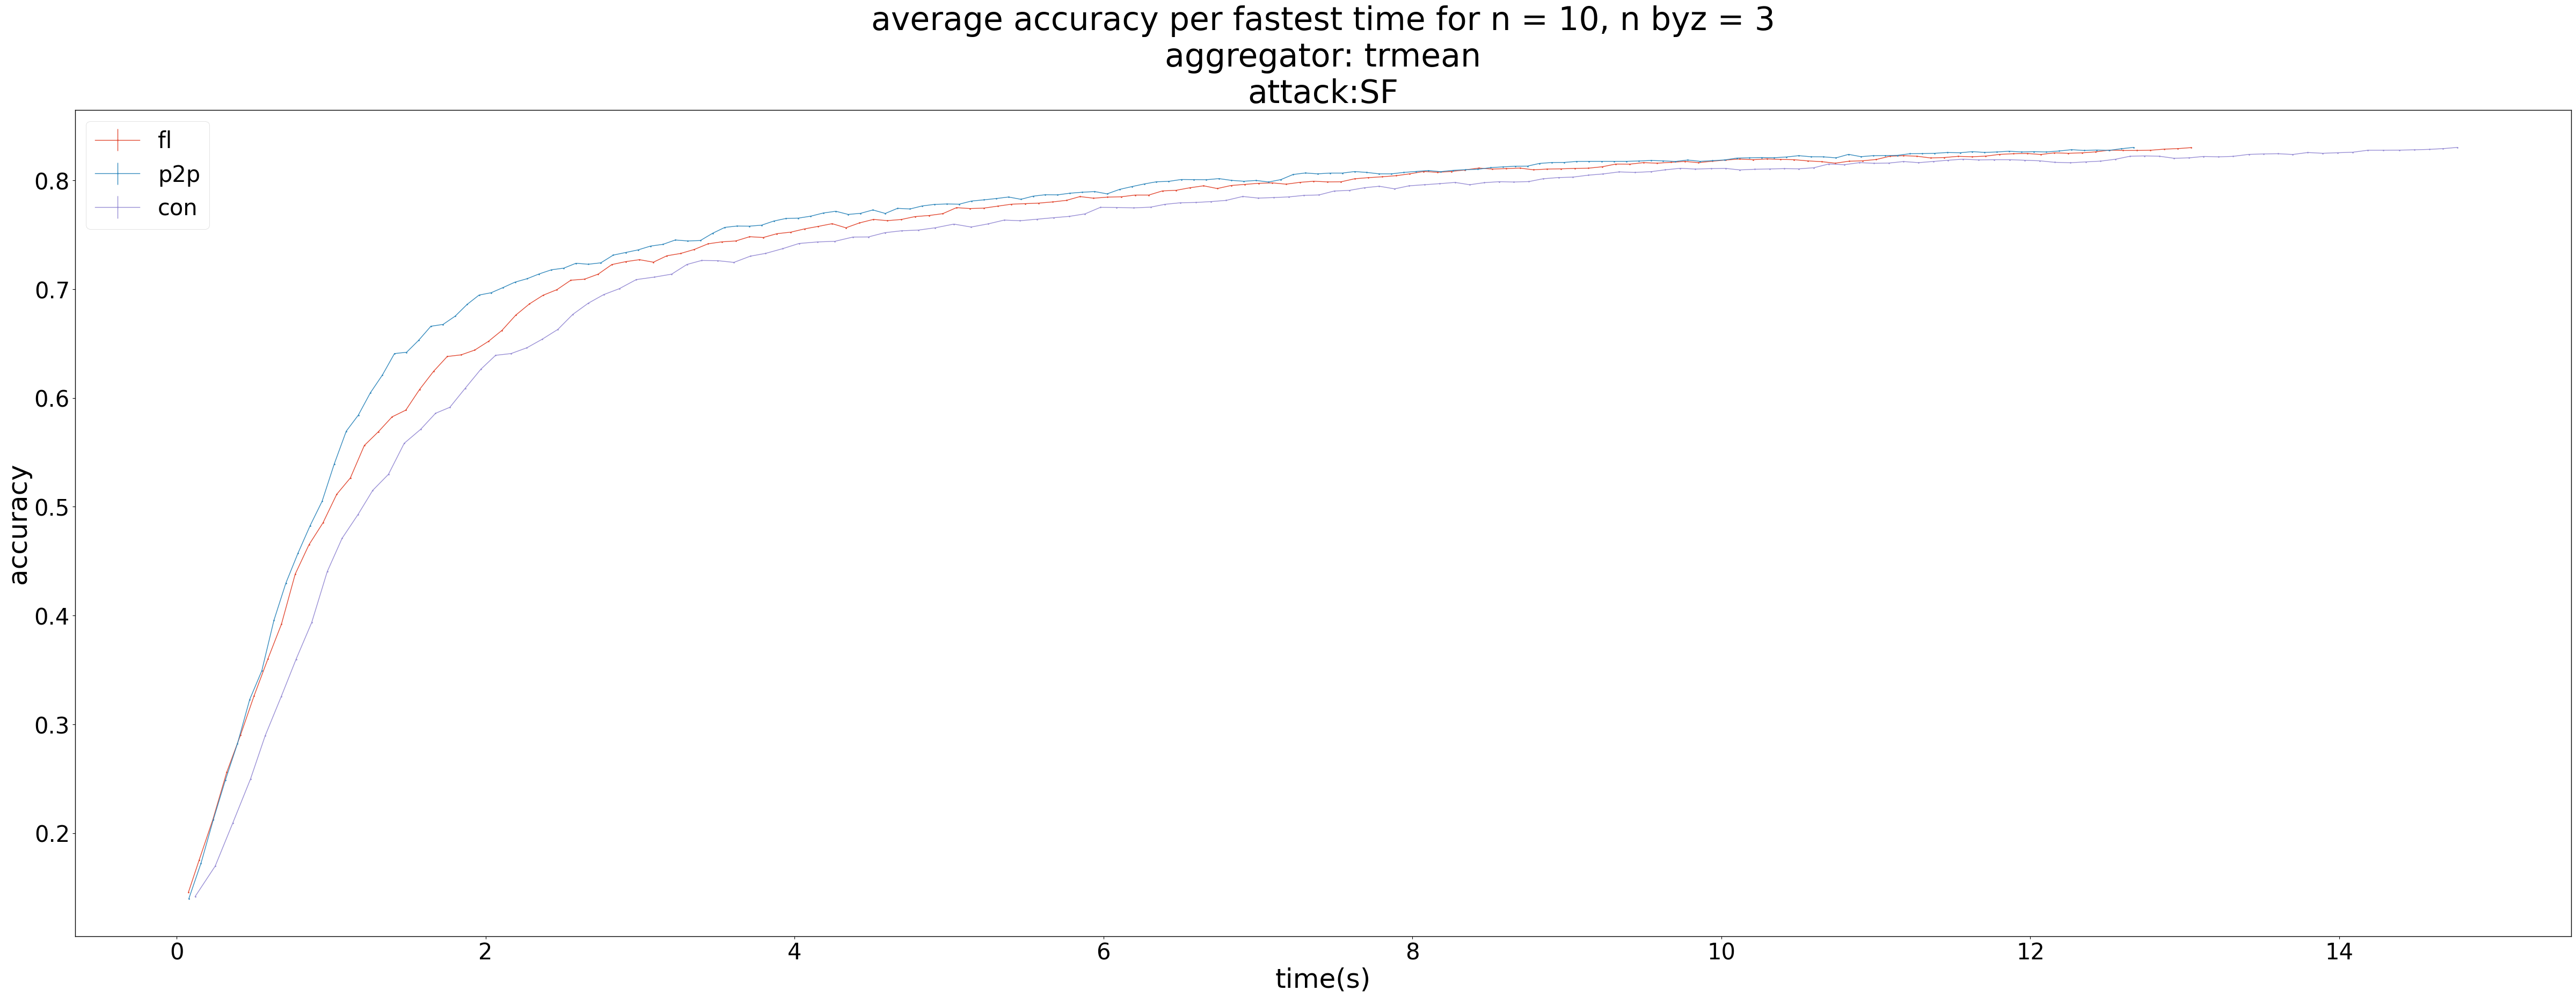 average accuracy per fastest time for n = 10, n byz = 3
aggregator: trmean
attack:SF
fl
p2p
con
accuracy
0.8
0.7
0.6
0.5
0.4
0.3
0.2
0 2 4 6 8 10 12 14
time(s)